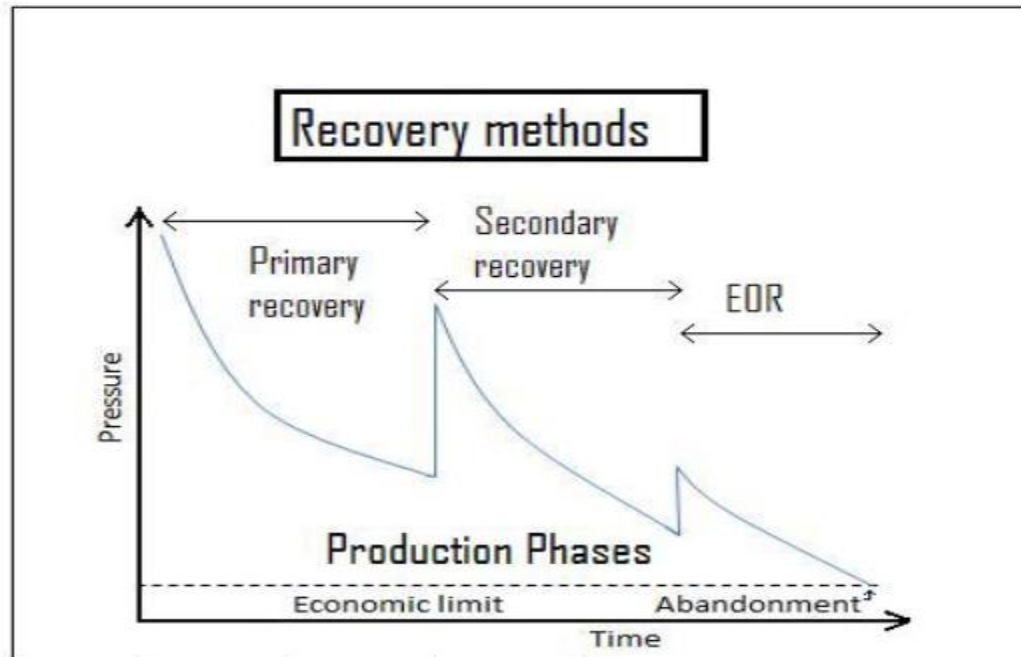 Recovery methods
Primary
recovery
Secondary
recovery
EOR
Pressure
Production Phases
Economic limit
Abandonment
Time